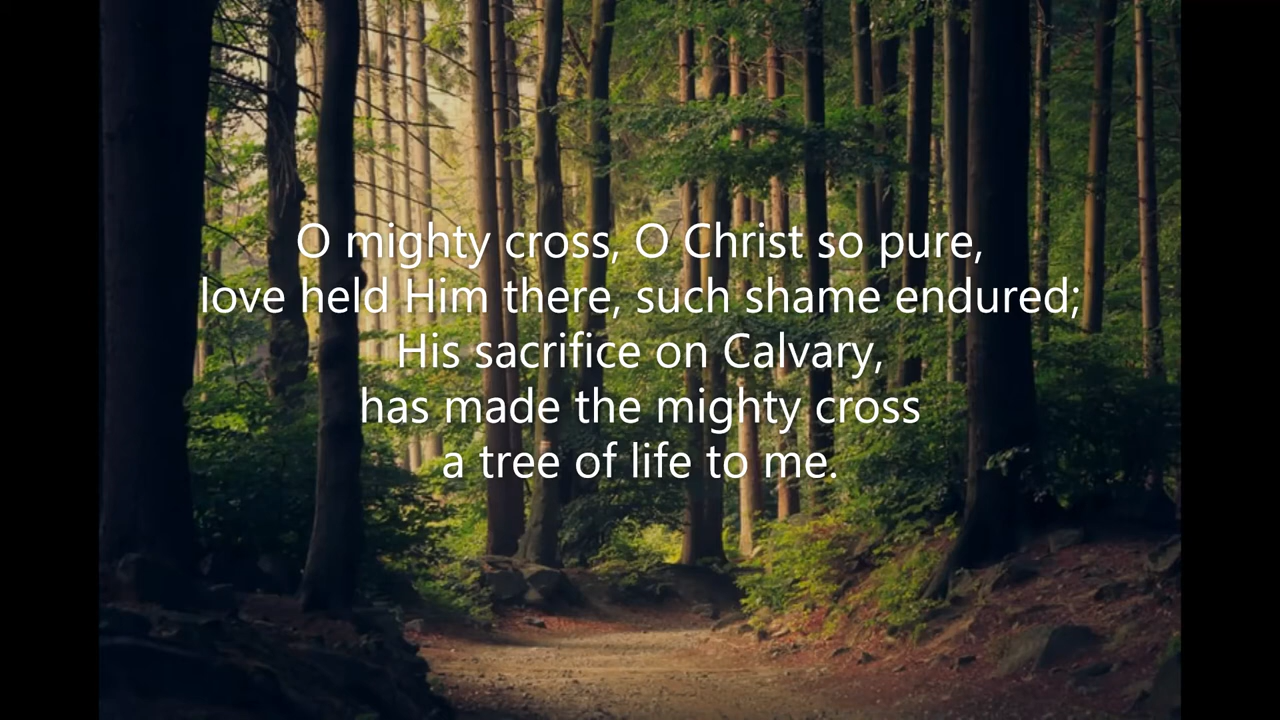 O mighty cross, O Christ so pure,
love held Him there, such shame endured;
His sacrifice on Calvary,
has made the mighty cross
a tree of life to me.